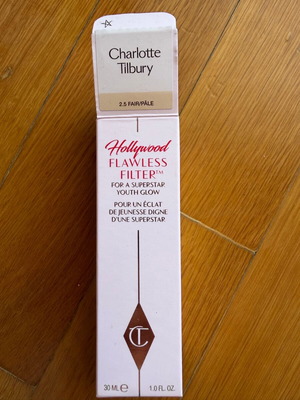 Charlotte
Tilbury
2.5 FAIR/PÂLE
Hollywood
FLAWLESS
FILTER™
FOR A SUPERSTAR
YOUTH GLOW
POUR UN ÉCLAT
DE JEUNESSE DIGNE
D'UNE SUPERSTAR
CT
30 ML ℮ 1.0 FL. OZ.